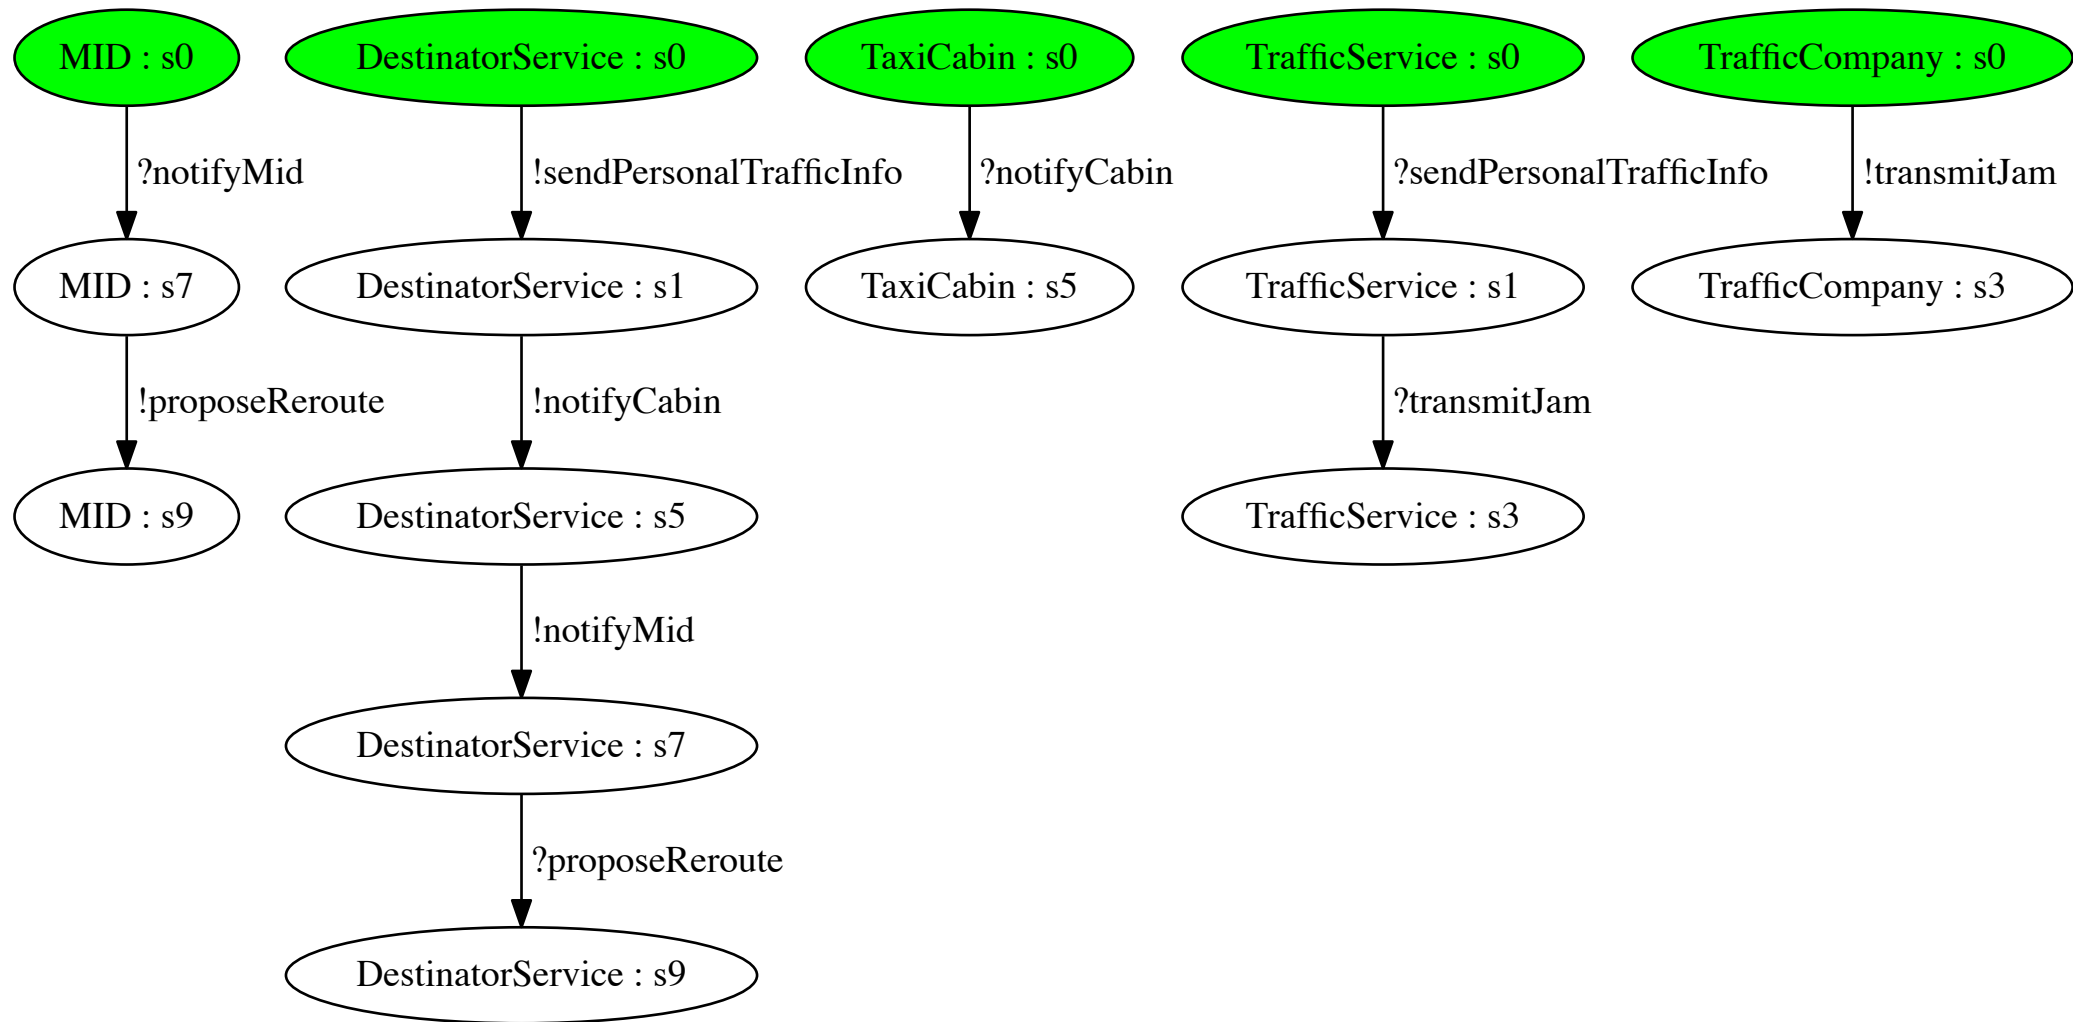 MID : s0
DestinatorService : s0
TaxiCabin : s0
TrafficService : s0
TrafficCompany : s0
?notifyMid
!sendPersonalTrafficInfo
?notifyCabin
?sendPersonalTrafficInfo
!transmitJam
MID : s7
DestinatorService : s1
TaxiCabin : s5
TrafficService : s1
TrafficCompany : s3
!proposeReroute
!notifyCabin
?transmitJam
MID : s9
DestinatorService : s5
TrafficService : s3
!notifyMid
DestinatorService : s7
?proposeReroute
DestinatorService : s9